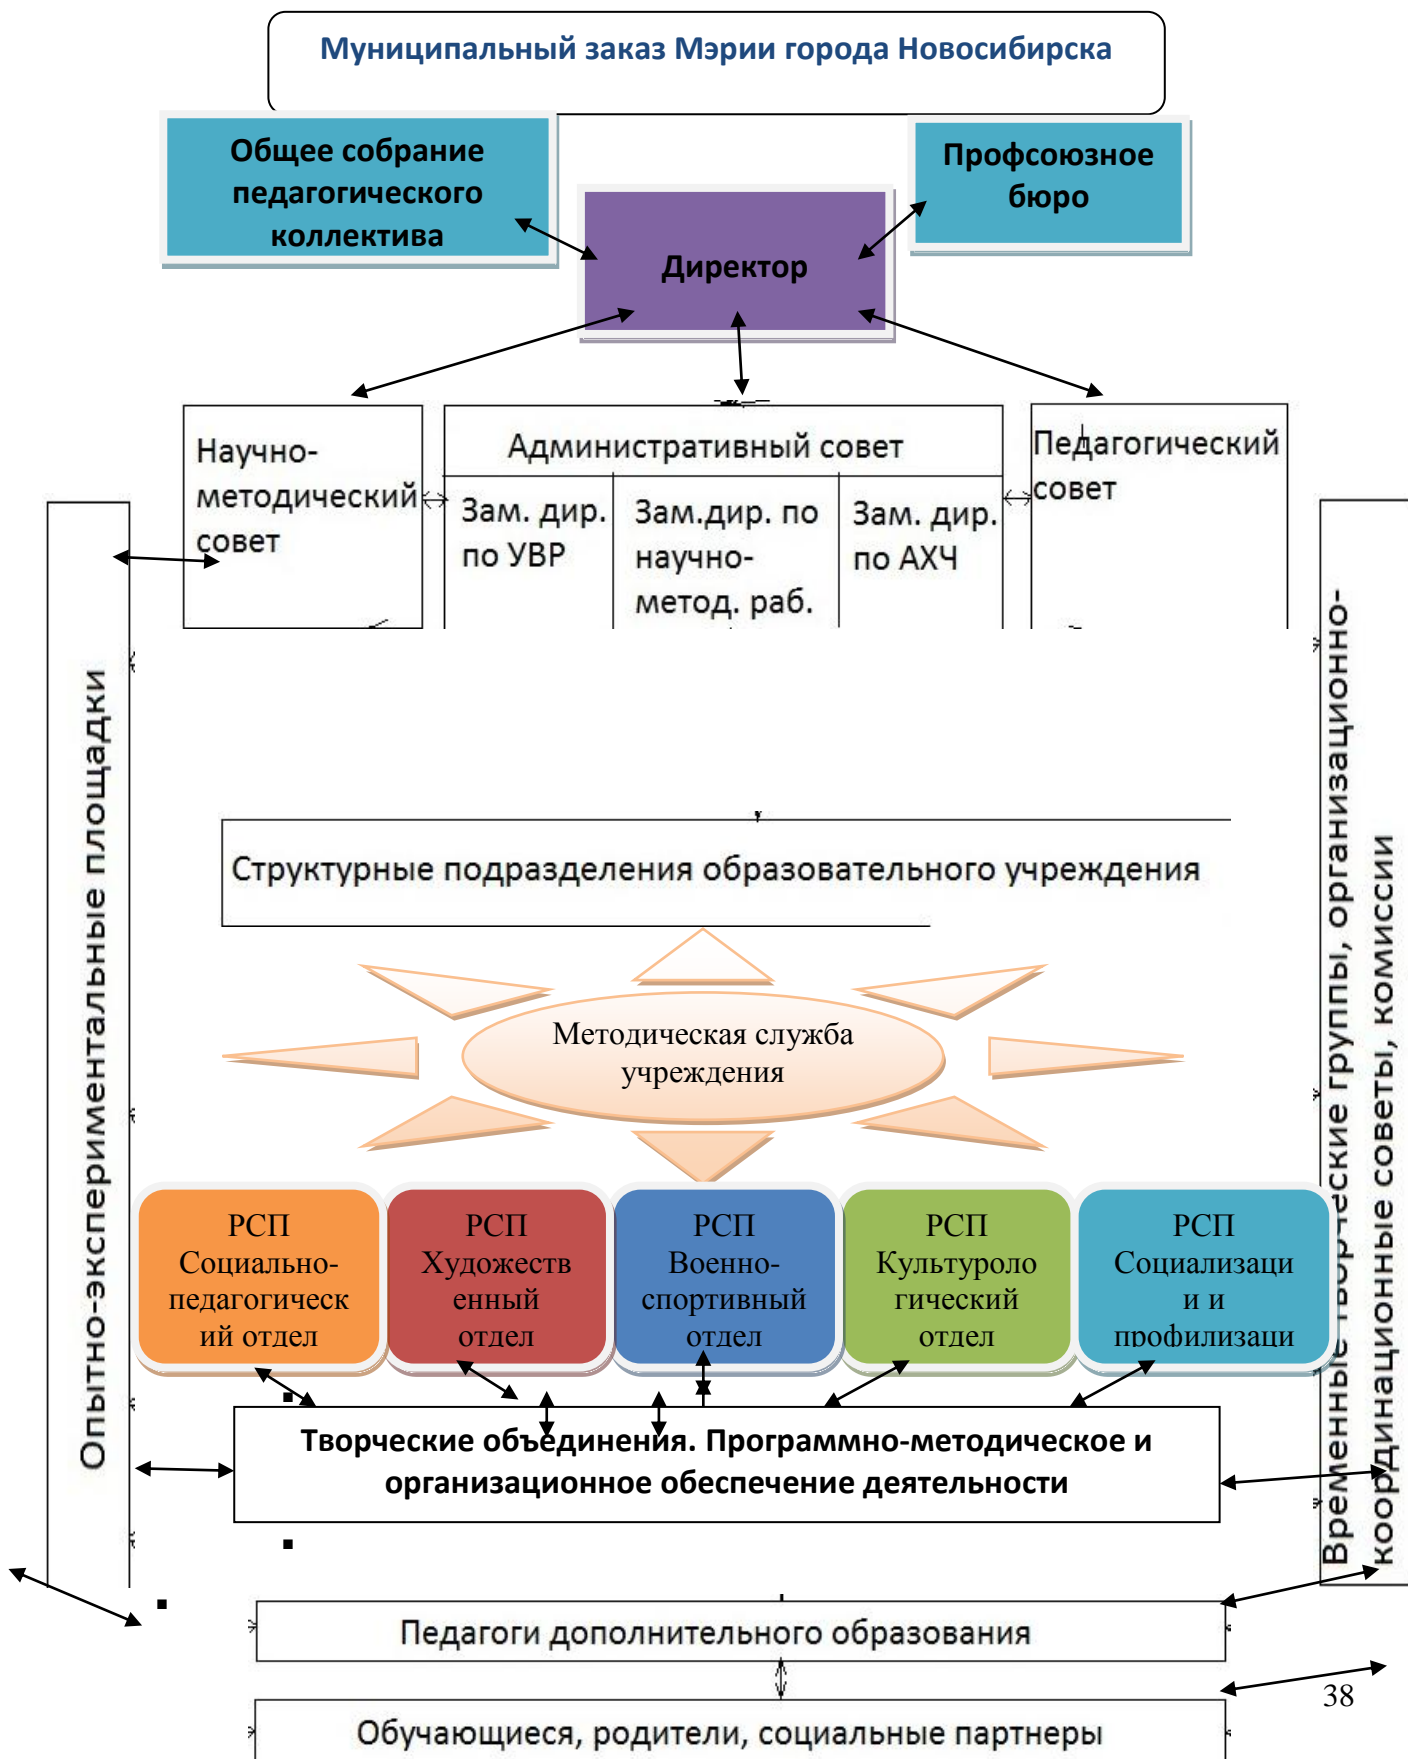 Муниципальный заказ Мэрии города Новосибирска
Общее собрание
педагогического
коллектива
Профсоюзное
бюро
Директор
Научно-
методический
совет
Административный совет
Зам. дир.
по УВР
Зам.дир. по
научно-
метод. раб.
Зам. дир.
по АХЧ
Педагогический
совет
Опытно-экспериментальные площадки
Временные творческие группы, организационно-
координационные советы, комиссии
Структурные подразделения образовательного учреждения
Методическая служба
учреждения
РСП
Социально-
педагогическ
ий отдел
РСП
Художеств
енный
отдел
РСП
Военно-
спортивный
отдел
РСП
Культуроло
гический
отдел
РСП
Социализаци
и и
профилизаци
Творческие объединения. Программно-методическое и
организационное обеспечение деятельности
Педагоги дополнительного образования
Обучающиеся, родители, социальные партнеры
38